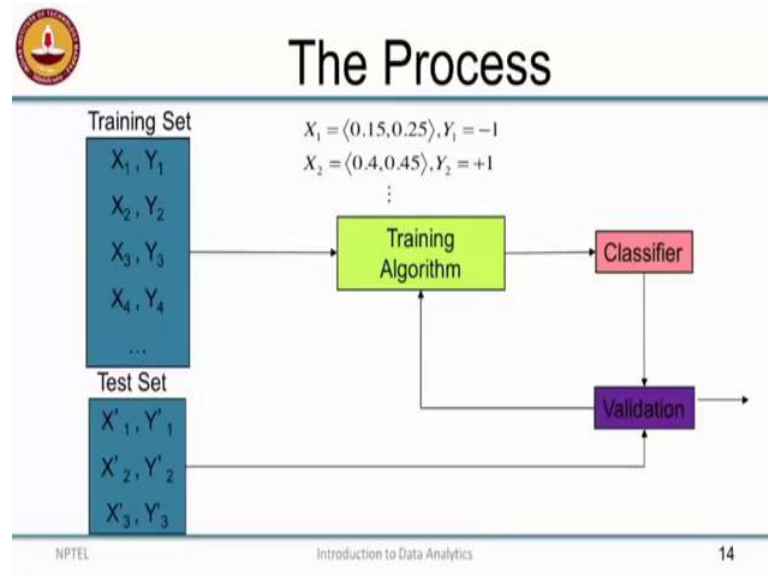 The Process
Training Set
X₁ , Y₁
X₂ , Y₂
X₃ , Y₃
X₄ , Y₄
...
X₁ = ⟨0.15,0.25⟩,Y₁ = −1
X₂ = ⟨0.4,0.45⟩,Y₂ = +1
⋮
Training
Algorithm
Classifier
Validation
Test Set
X'₁ , Y'₁
X'₂ , Y'₂
X'₃ , Y'₃
NPTEL
Introduction to Data Analytics
14